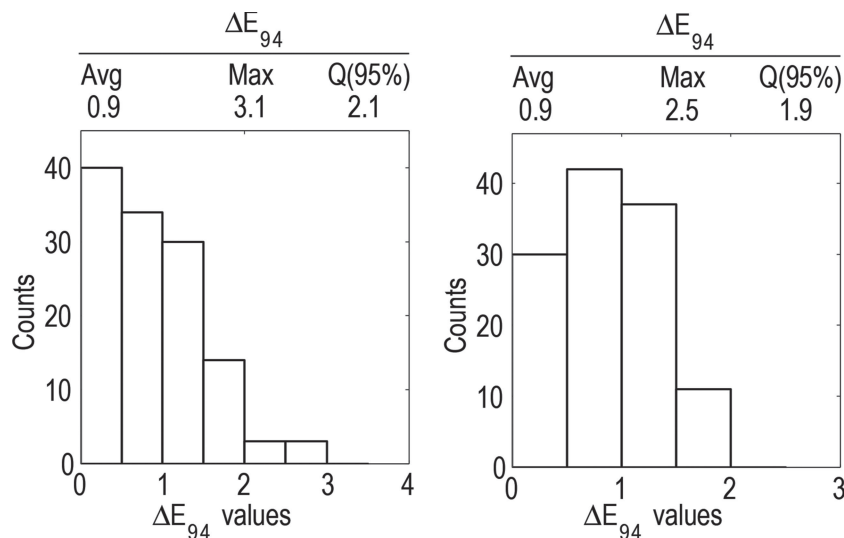 ΔE94
Avg Max Q(95%)
0.9 3.1 2.1
40
30
20
10
0
Counts
0 1 2 3 4
ΔE94 values
ΔE94
Avg Max Q(95%)
0.9 2.5 1.9
40
30
20
10
0
Counts
0 1 2 3
ΔE94 values